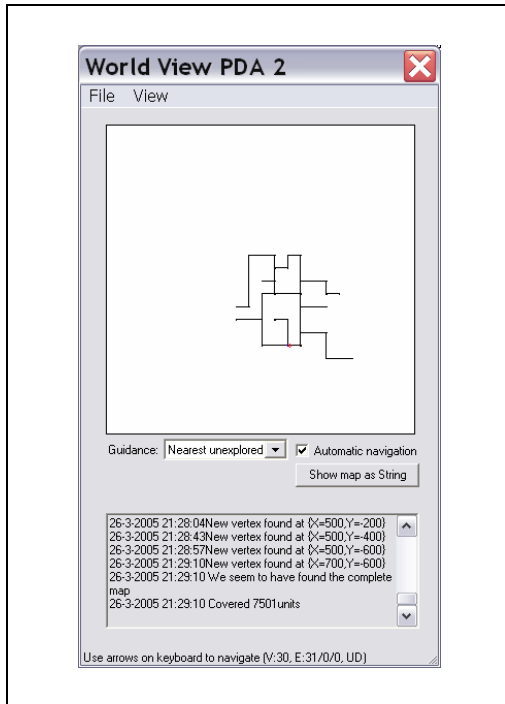 World View PDA 2
File View
Guidance: Nearest unexplored Automatic navigation
Show map as String
26-3-2005 21:28:04New vertex found at {X=500,Y=-200}
26-3-2005 21:28:43New vertex found at {X=500,Y=-400}
26-3-2005 21:28:57New vertex found at {X=500,Y=-600}
26-3-2005 21:29:10New vertex found at {X=700,Y=-600}
26-3-2005 21:29:10 We seem to have found the complete
map
26-3-2005 21:29:10 Covered 7501units
Use arrows on keyboard to navigate (V:30, E:31/0/0, UD)